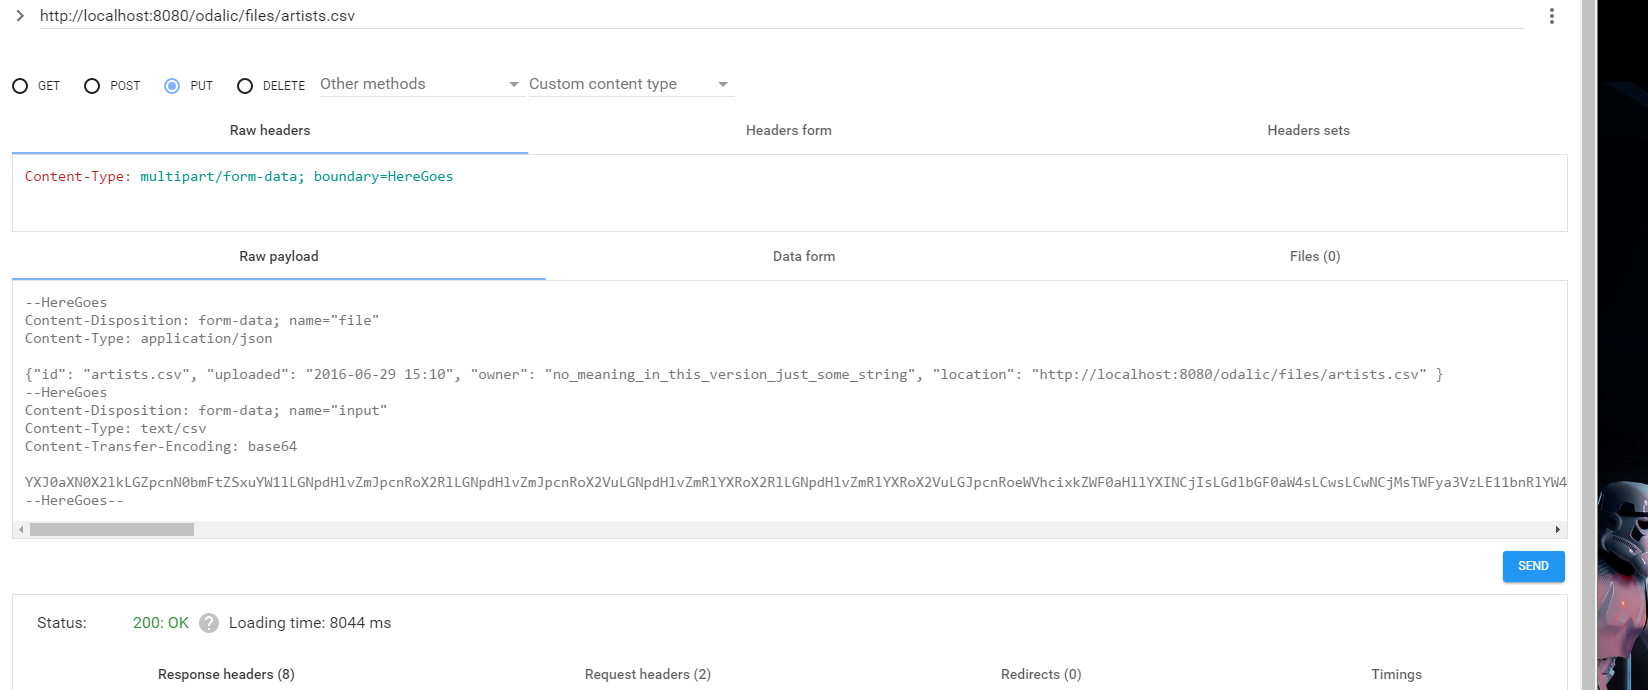 http://localhost:8080/odalic/files/artists.csv
GET POST PUT DELETE Other methods Custom content type
Raw headers Headers form Headers sets
Content-Type: multipart/form-data; boundary=HereGoes
Raw payload Data form Files (0)
--HereGoes
Content-Disposition: form-data; name="file"
Content-Type: application/json
{"id": "artists.csv", "uploaded": "2016-06-29 15:10", "owner": "no_meaning_in_this_version_just_some_string", "location": "http://localhost:8080/odalic/files/artists.csv" }
--HereGoes
Content-Disposition: form-data; name="input"
Content-Type: text/csv
Content-Transfer-Encoding: base64
YXJ0aXN0X2lkLGZpcnN0bmFtZSxuYW1lLGNpdHlvZmJpcnRoX2RlLGNpdHlvZmJpcnRoX2VuLGNpdHlvZmRlYXRoX2RlLGNpdHlvZmRlYXRoX2VuLGJpcnRoeWVhcixkZWF0aHllYXINCjIsLGdlbGF0aW4sLCwsLCwNCjMsTWFya3VzLE11bnRlYW4
--HereGoes--
SEND
Status: 200: OK ? Loading time: 8044 ms
Response headers (8) Request headers (2) Redirects (0) Timings